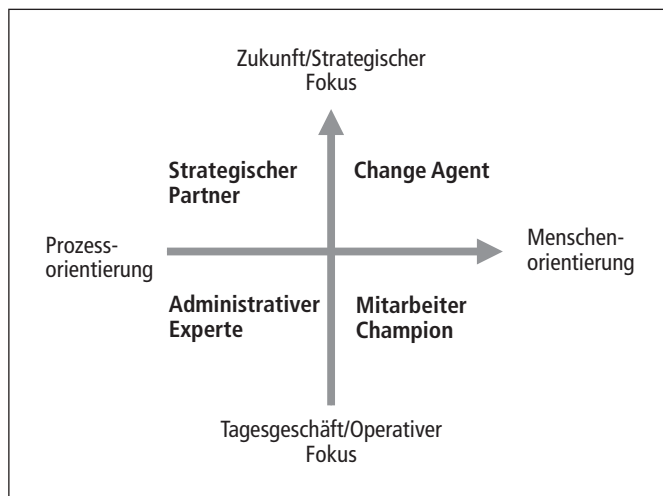 Zukunft/Strategischer
Fokus
Strategischer
Partner
Change Agent
Prozess-
orientierung
Menschen-
orientierung
Administrativer
Experte
Mitarbeiter
Champion
Tagesgeschäft/Operativer
Fokus